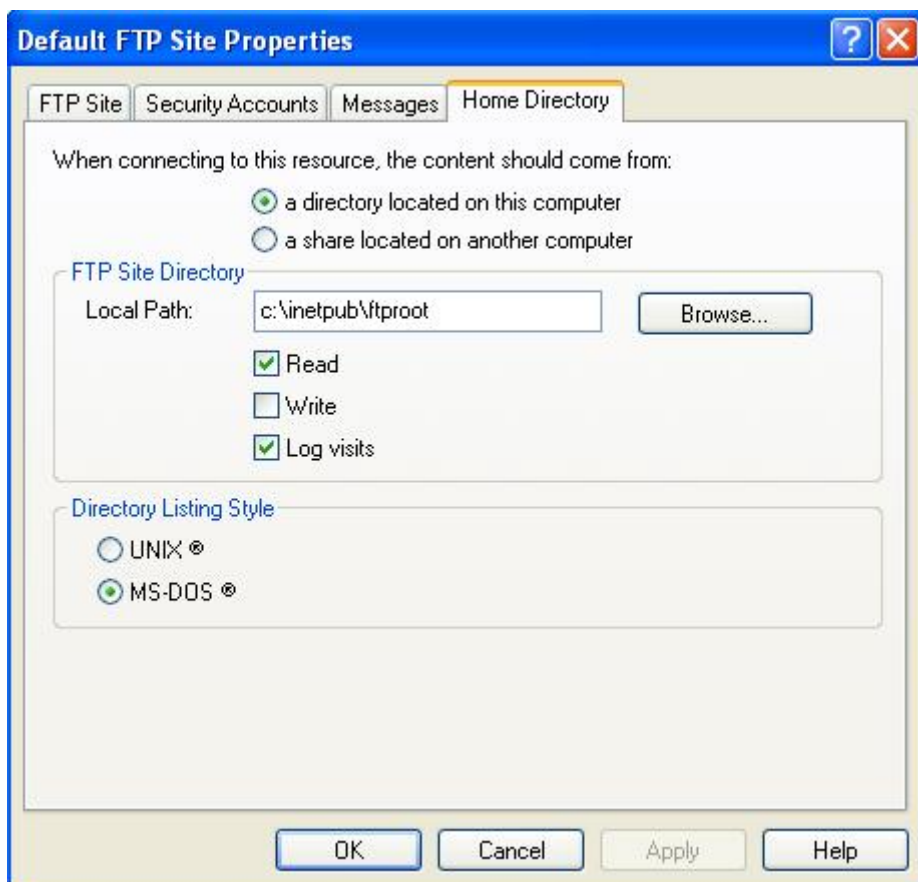 Default FTP Site Properties
FTP Site Security Accounts Messages Home Directory
When connecting to this resource, the content should come from:
a directory located on this computer
a share located on another computer
FTP Site Directory
Local Path: c:\inetpub\ftproot Browse...
Read
Write
Log visits
Directory Listing Style
UNIX ®
MS-DOS ®
OK Cancel Apply Help